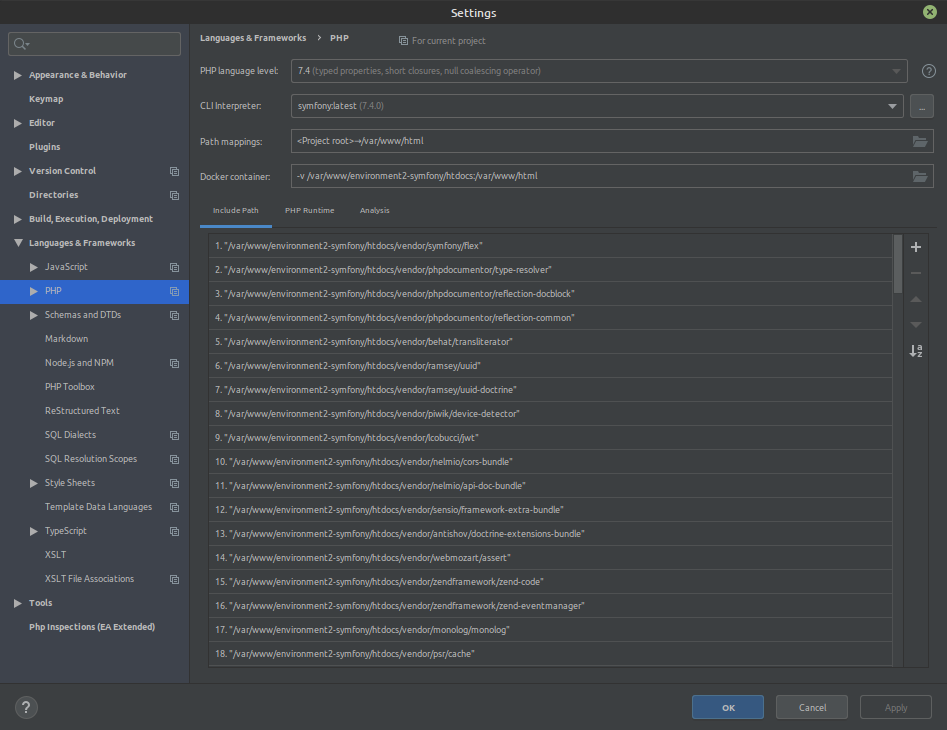 Settings
Languages & Frameworks › PHP
For current project
Appearance & Behavior
Keymap
Editor
Plugins
Version Control
Directories
Build, Execution, Deployment
Languages & Frameworks
JavaScript
PHP
Schemas and DTDs
Markdown
Node.js and NPM
PHP Toolbox
ReStructured Text
SQL Dialects
SQL Resolution Scopes
Style Sheets
Template Data Languages
TypeScript
XSLT
XSLT File Associations
Tools
Php Inspections (EA Extended)
PHP language level: 7.4 (typed properties, short closures, null coalescing operator)
CLI Interpreter: symfony:latest (7.4.0) ...
Path mappings: <Project root>→/var/www/html
Docker container: -v /var/www/environment2-symfony/htdocs:/var/www/html
Include Path PHP Runtime Analysis
1. "/var/www/environment2-symfony/htdocs/vendor/symfony/flex"
2. "/var/www/environment2-symfony/htdocs/vendor/phpdocumentor/type-resolver"
3. "/var/www/environment2-symfony/htdocs/vendor/phpdocumentor/reflection-docblock"
4. "/var/www/environment2-symfony/htdocs/vendor/phpdocumentor/reflection-common"
5. "/var/www/environment2-symfony/htdocs/vendor/behat/transliterator"
6. "/var/www/environment2-symfony/htdocs/vendor/ramsey/uuid"
7. "/var/www/environment2-symfony/htdocs/vendor/ramsey/uuid-doctrine"
8. "/var/www/environment2-symfony/htdocs/vendor/piwik/device-detector"
9. "/var/www/environment2-symfony/htdocs/vendor/lcobucci/jwt"
10. "/var/www/environment2-symfony/htdocs/vendor/nelmio/cors-bundle"
11. "/var/www/environment2-symfony/htdocs/vendor/nelmio/api-doc-bundle"
12. "/var/www/environment2-symfony/htdocs/vendor/sensio/framework-extra-bundle"
13. "/var/www/environment2-symfony/htdocs/vendor/antishov/doctrine-extensions-bundle"
14. "/var/www/environment2-symfony/htdocs/vendor/webmozart/assert"
15. "/var/www/environment2-symfony/htdocs/vendor/zendframework/zend-code"
16. "/var/www/environment2-symfony/htdocs/vendor/zendframework/zend-eventmanager"
17. "/var/www/environment2-symfony/htdocs/vendor/monolog/monolog"
18. "/var/www/environment2-symfony/htdocs/vendor/psr/cache"
? OK Cancel Apply